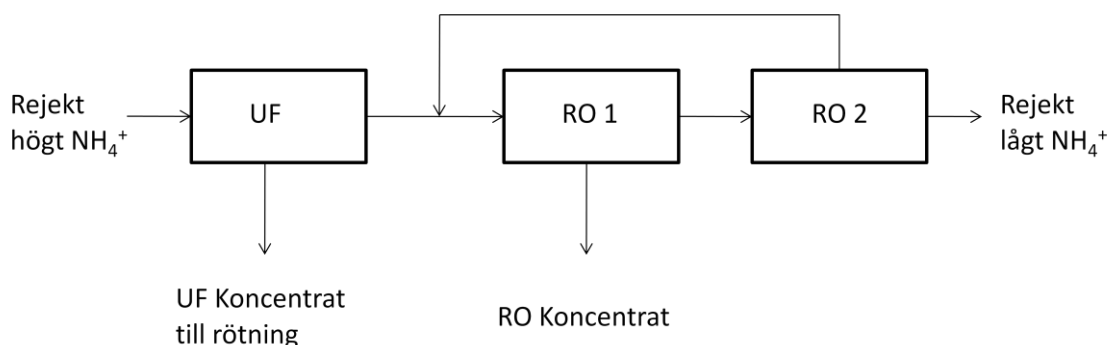 Rejekt
högt NH₄⁺
UF
RO 1
RO 2
Rejekt
lågt NH₄⁺
UF Koncentrat
till rötning
RO Koncentrat